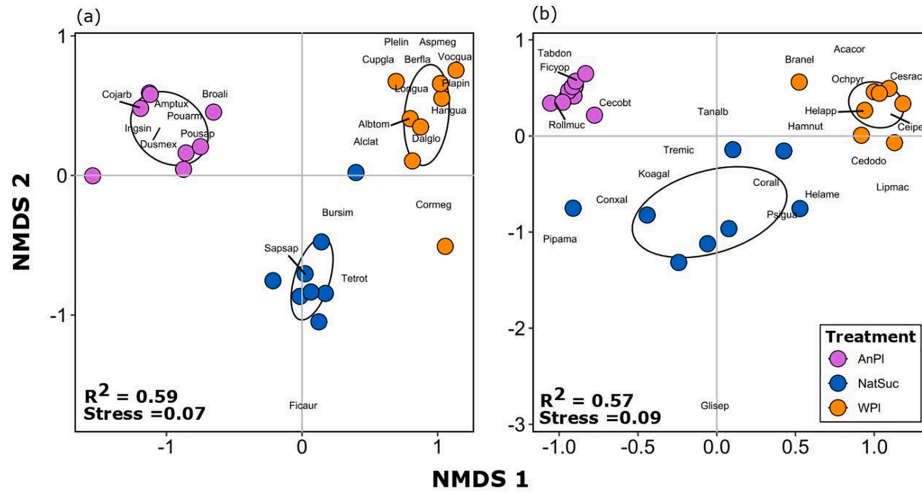 (a)
(b)
NMDS 2
NMDS 1
1
0
-1
-1
0
1
Plelin Aspmeg
Cupgla Berfla Vocgua
Longua Plapin
Hangua
Albtom
Dalglo
Alclat
Cormeg
Cojarb
Amptux
Broali
Pouam
Ingsin
Pousap
Dusmex
Bursim
Sapsap
Tetrot
Ficaur
R² = 0.59
Stress =0.07
1
0
-1
-2
-3
-1.0
-0.5
0.0
0.5
1.0
Tabdon
Ficyop
Cecobt
Rollmuc
Acacor
Branel
Ochpyr Cesrac
Helapp
Ceipe
Hamnut
Cedodo
Lipmac
Tanalb
Tremic
Koagal
Corall
Conxal
Helame
Psigua
Pipama
Glisep
R² = 0.57
Stress =0.09
Treatment
AnPl
NatSuc
WPl